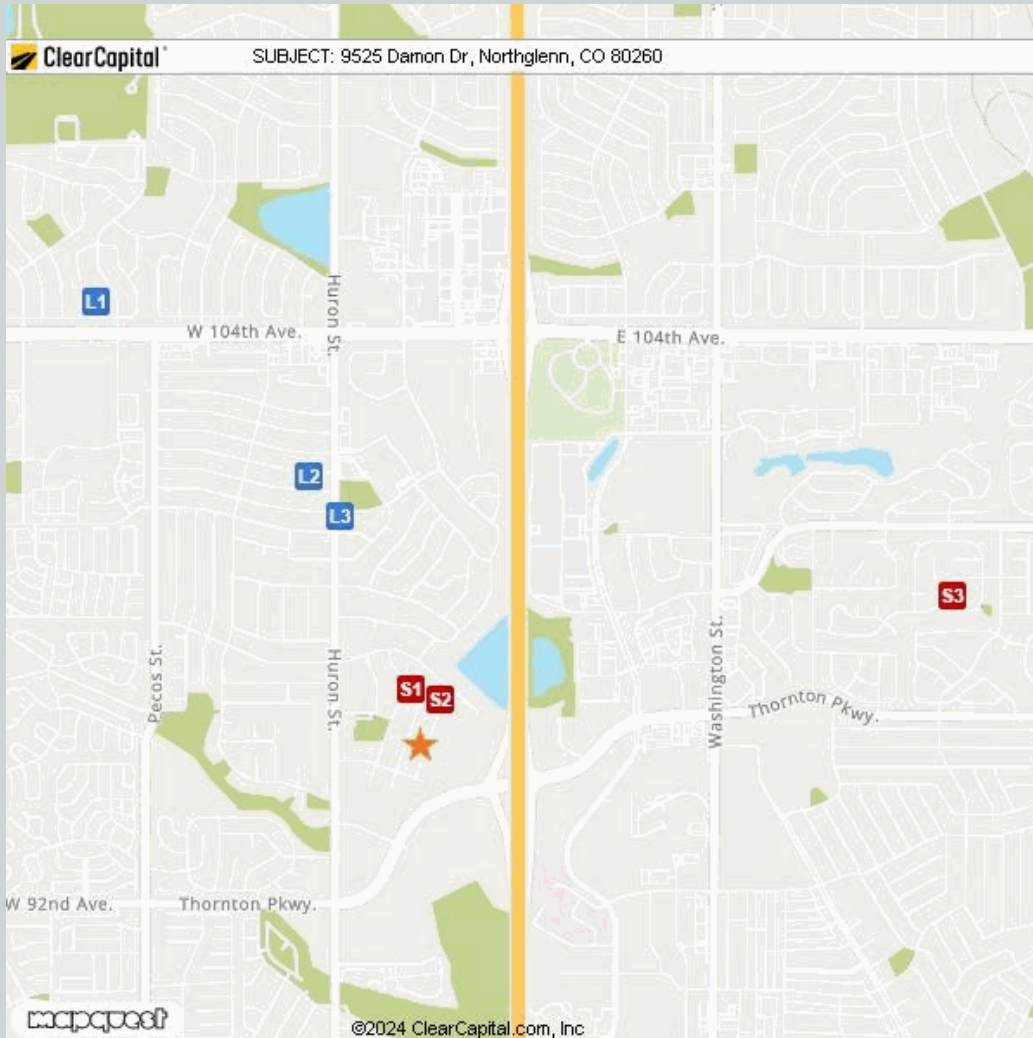 ClearCapital®
SUBJECT: 9525 Damon Dr, Northglenn, CO 80260
Huron St.
L1
W 104th Ave.
E 104th Ave.
L2
L3
S3
Pecos St.
Huron St.
Washington St.
S1
S2
Thornton Pkwy.
W 92nd Ave.
Thornton Pkwy.
mapquest
©2024 ClearCapital.com, Inc